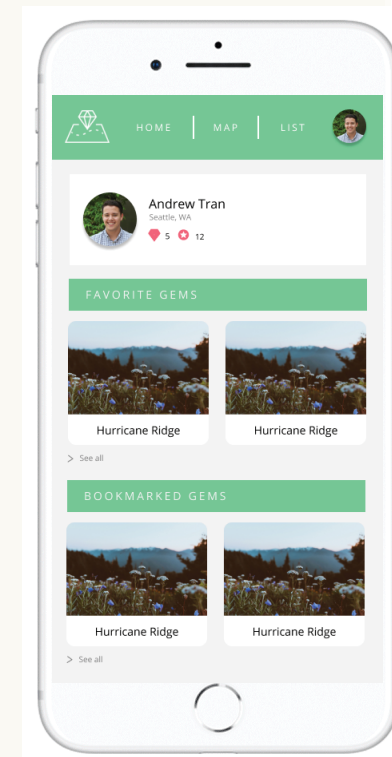 HOME MAP LIST
Andrew Tran
Seattle, WA
5 12
FAVORITE GEMS
Hurricane Ridge Hurricane Ridge
> See all
BOOKMARKED GEMS
Hurricane Ridge Hurricane Ridge
> See all